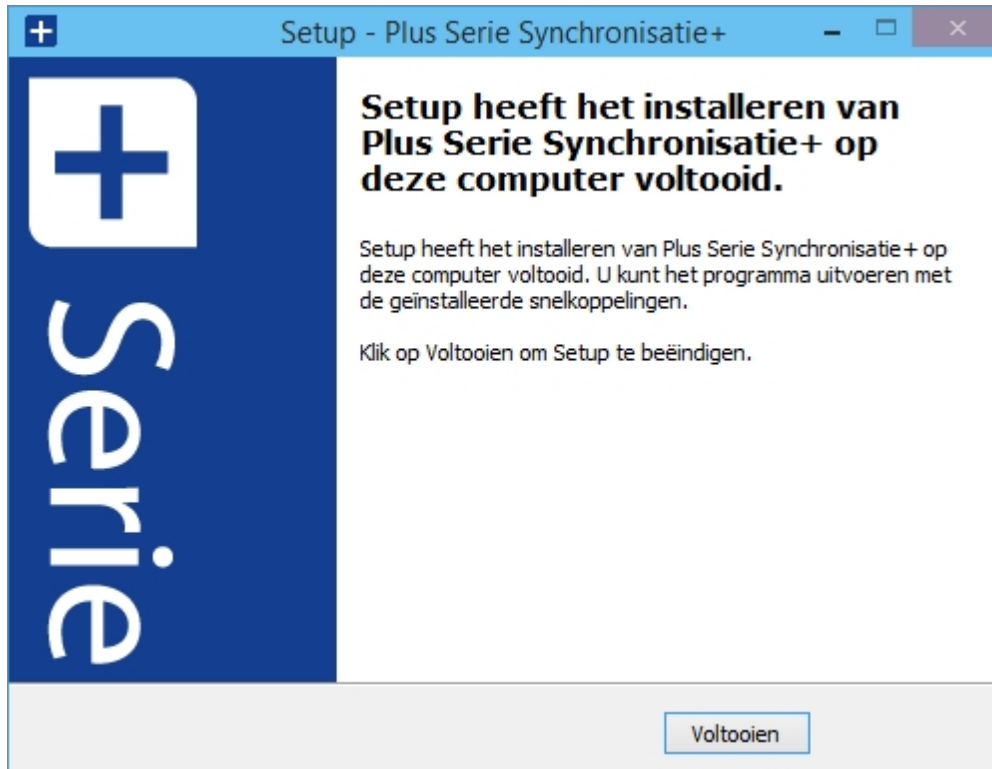 Setup - Plus Serie Synchronisatie+
+ Serie
Setup heeft het installeren van
Plus Serie Synchronisatie+ op
deze computer voltooid.
Setup heeft het installeren van Plus Serie Synchronisatie+ op
deze computer voltooid. U kunt het programma uitvoeren met
de geïnstalleerde snelkoppelingen.
Klik op Voltooien om Setup te beëindigen.
Voltooien